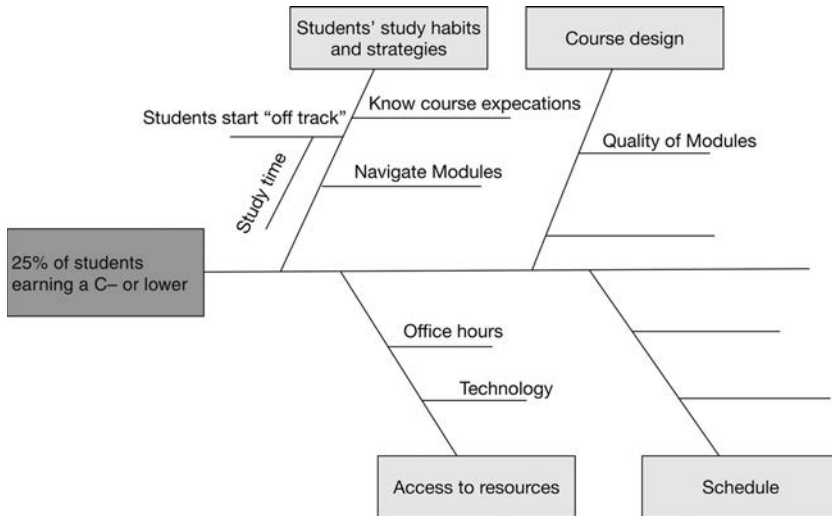 Students’ study habits
and strategies
Course design
Know course expecations
Students start “off track”
Quality of Modules
Study time
Navigate Modules
25% of students
earning a C– or lower
Office hours
Technology
Access to resources
Schedule